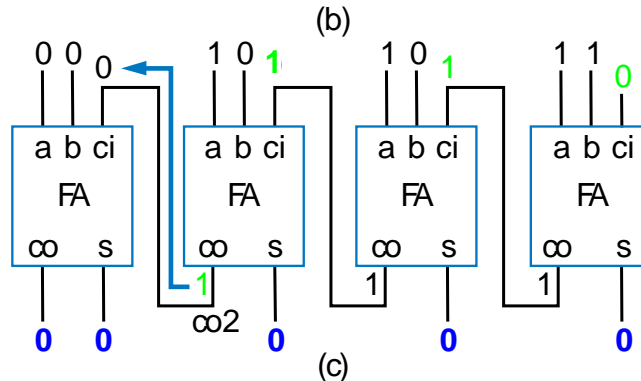 (b)
0 0 0 1 0 1 1 0 1 1 1 0
a b ci a b ci a b ci a b ci
FA FA FA FA
co s co s co s co s
1 1 1
co2
0 0 0 0 0
(c)